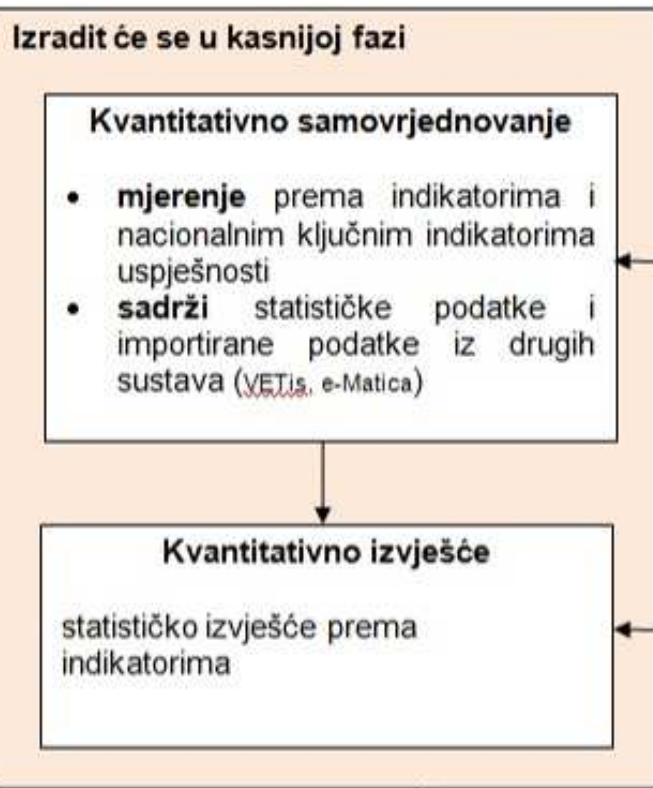 Izradit će se u kasnijoj fazi
Kvantitativno samovrjednovanje
• mjerenje prema indikatorima i
nacionalnim ključnim indikatorima
uspješnosti
• sadrži statističke podatke i
importirane podatke iz drugih
sustava (VETis, e-Matica)
Kvantitativno izvješće
statističko izvješće prema
indikatorima